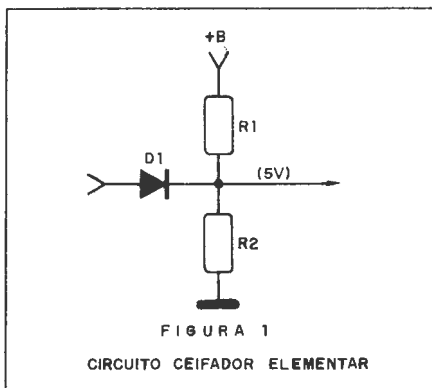 +B
R1
D1
(5V)
R2
FIGURA 1
CIRCUITO CEIFADOR ELEMENTAR